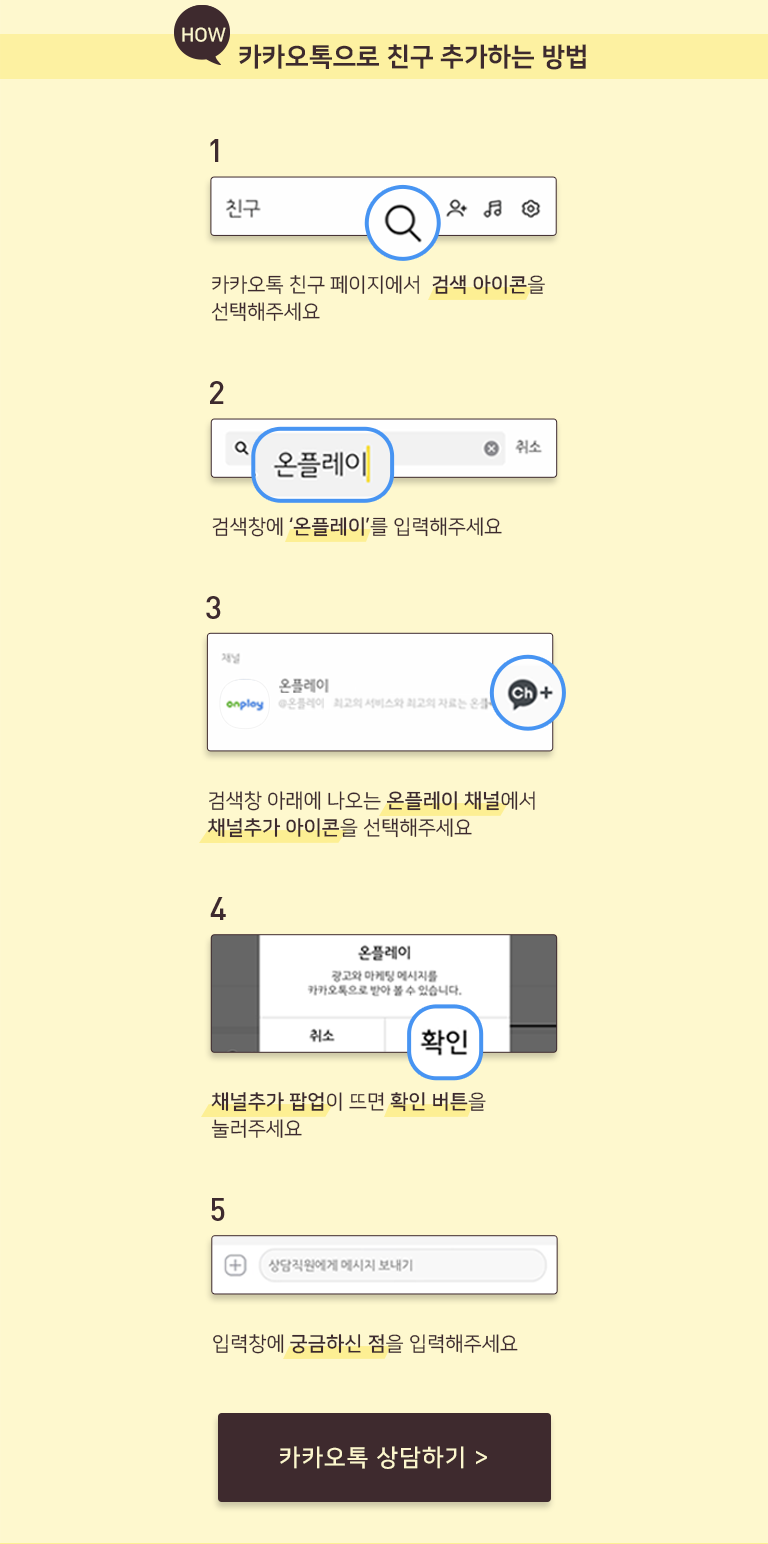 HOW
카카오톡으로 친구 추가하는 방법
1
친구
카카오톡 친구 페이지에서 검색 아이콘을
선택해주세요
2
온플레이
취소
검색창에 ‘온플레이’를 입력해주세요
3
채널
onplay
온플레이
@온플레이 최고의 서비스와 최고의 자료는 온플
Ch+
검색창 아래에 나오는 온플레이 채널에서
채널추가 아이콘을 선택해주세요
4
온플레이
광고와 마케팅 메시지를
카카오톡으로 받아 볼 수 있습니다.
취소
확인
채널추가 팝업이 뜨면 확인 버튼을
눌러주세요
5
상담직원에게 메시지 보내기
입력창에 궁금하신 점을 입력해주세요
카카오톡 상담하기 >